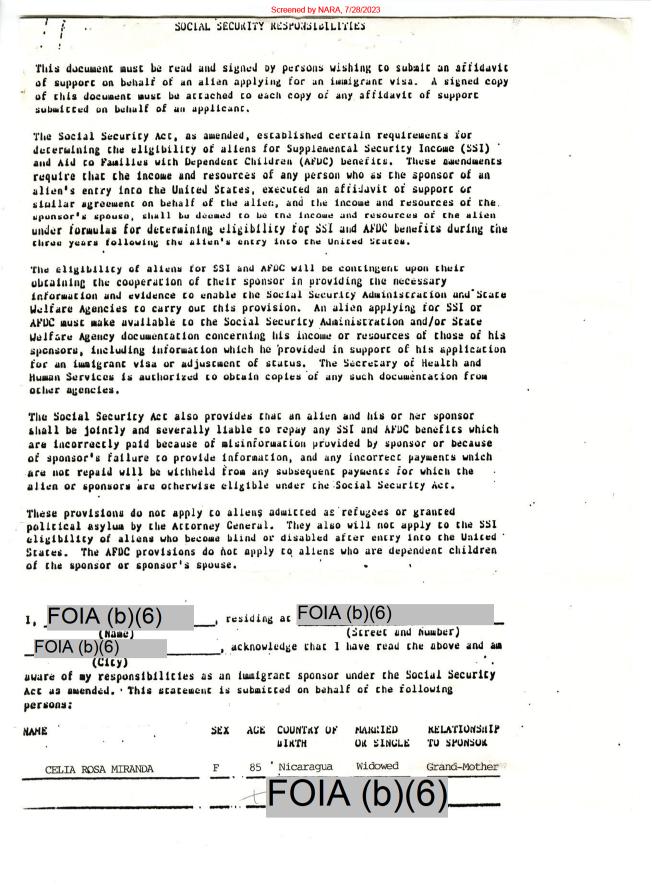 Screened by NARA, 7/28/2023
SOCIAL SECURITY RESPONSIBILITIES
This document must be read and signed by persons wishing to submit an affidavit
of support on behalf of an alien applying for an immigrant visa. A signed copy
of this document must be attached to each copy of any affidavit of support
submitted on behalf of an applicant.
The Social Security Act, as amended, established certain requirements for
determining the eligibility of aliens for Supplemental Security Income (SSI)
and Aid to Families with Dependent Children (AFDC) benefits. These amendments
require that the income and resources of any person who as the sponsor of an
alien's entry into the United States, executed an affidavit of support or
similar agreement on behalf of the alien, and the income and resources of the
sponsor's spouse, shall be deemed to be the income and resources of the alien
under formulas for determining eligibility for SSI and AFDC benefits during the
three years following the alien's entry into the United States.
The eligibility of aliens for SSI and AFDC will be contingent upon their
obtaining the cooperation of their sponsor in providing the necessary
information and evidence to enable the Social Security Administration and State
Welfare Agencies to carry out this provision. An alien applying for SSI or
AFDC must make available to the Social Security Administration and/or State
Welfare Agency documentation concerning his income or resources of those of his
sponsors, including information which he provided in support of his application
for an immigrant visa or adjustment of status. The Secretary of Health and
Human Services is authorized to obtain copies of any such documentation from
other agencies.
The Social Security Act also provides that an alien and his or her sponsor
shall be jointly and severally liable to repay any SSI and AFDC benefits which
are incorrectly paid because of misinformation provided by sponsor or because
of sponsor's failure to provide information, and any incorrect payments which
are not repaid will be withheld from any subsequent payments for which the
alien or sponsors are otherwise eligible under the Social Security Act.
These provisions do not apply to aliens admitted as refugees or granted
political asylum by the Attorney General. They also will not apply to the SSI
eligibility of aliens who become blind or disabled after entry into the United
States. The AFDC provisions do not apply to aliens who are dependent children
of the sponsor or sponsor's spouse.
I, FOIA (b)(6), residing at FOIA (b)(6)
(Name) (Street and Number)
FOIA (b)(6), acknowledge that I have read the above and am
(City)
aware of my responsibilities as an immigrant sponsor under the Social Security
Act as amended. This statement is submitted on behalf of the following
persons:
NAME SEX AGE COUNTRY OF MARRIED RELATIONSHIP
BIRTH OR SINGLE TO SPONSOR
CELIA ROSA MIRANDA F 85 Nicaragua Widowed Grand-Mother
FOIA (b)(6)